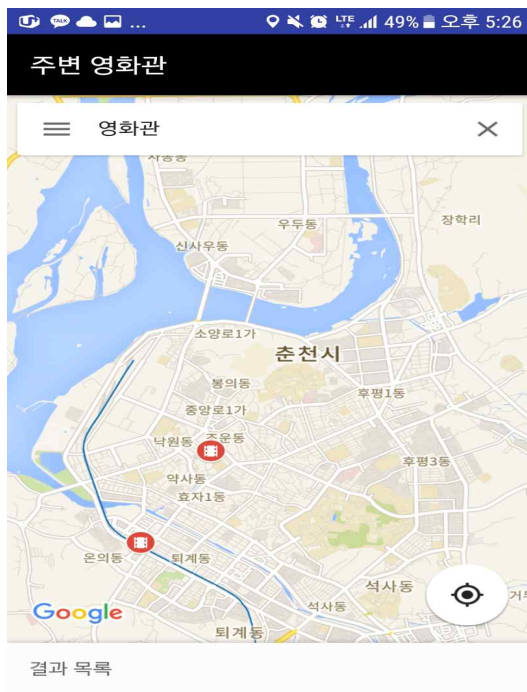 TALK ... LTE 49% 오후 5:26
주변 영화관
영화관
사농동
우두동
장학리
신사우동
소양로1가
춘천시
봉의동
후평1동
중앙로1가
낙원동
조운동
후평3동
약사동
효자1동
온의동
퇴계동
석사동
석사동
Google
퇴계동
결과 목록